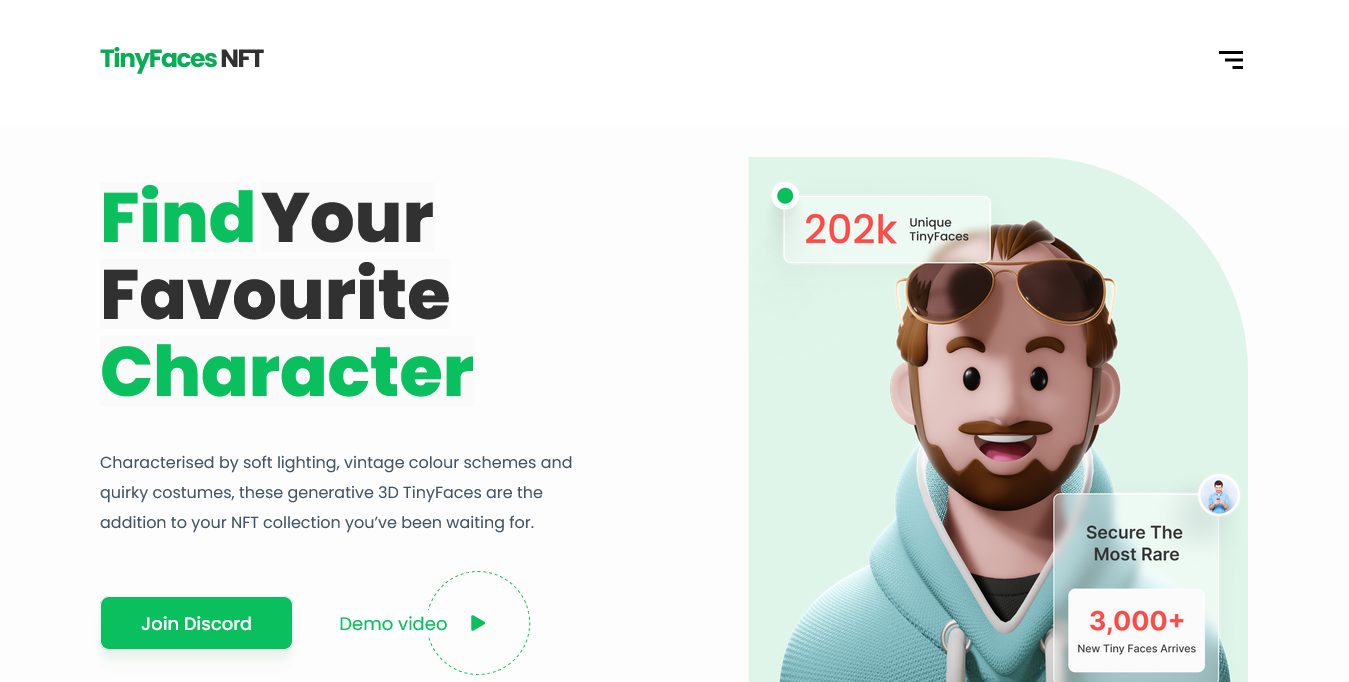 TinyFaces NFT
Find Your
Favourite
Character
Characterised by soft lighting, vintage colour schemes and
quirky costumes, these generative 3D TinyFaces are the
addition to your NFT collection you’ve been waiting for.
Join Discord
Demo video
202k
Unique
TinyFaces
Secure The
Most Rare
3,000+
New Tiny Faces Arrives